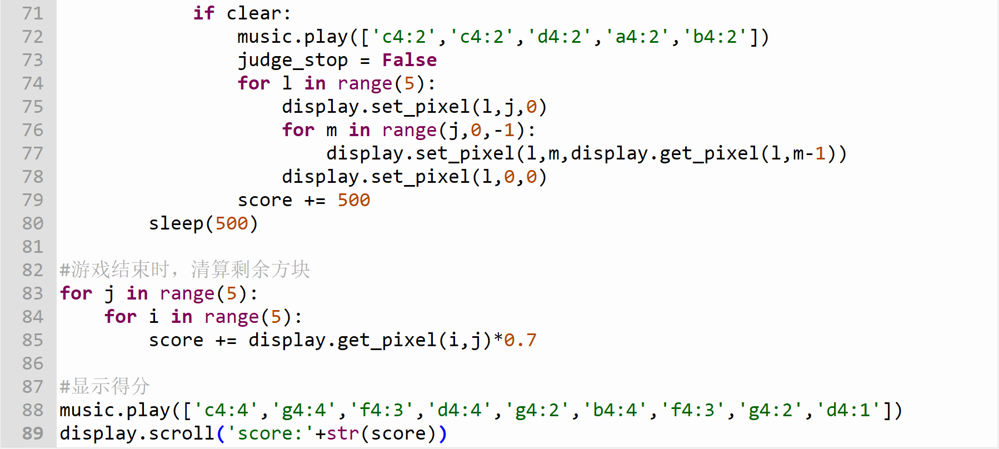 71             if clear:
72                 music.play(['c4:2','c4:2','d4:2','a4:2','b4:2'])
73                 judge_stop = False
74                 for l in range(5):
75                     display.set_pixel(l,j,0)
76                     for m in range(j,0,-1):
77                         display.set_pixel(l,m,display.get_pixel(l,m-1))
78                     display.set_pixel(l,0,0)
79                 score += 500
80         sleep(500)
81
82 #游戏结束时，清算剩余方块
83 for j in range(5):
84     for i in range(5):
85         score += display.get_pixel(i,j)*0.7
86
87 #显示得分
88 music.play(['c4:4','g4:4','f4:3','d4:4','g4:2','b4:4','f4:3','g4:2','d4:1'])
89 display.scroll('score:'+str(score))